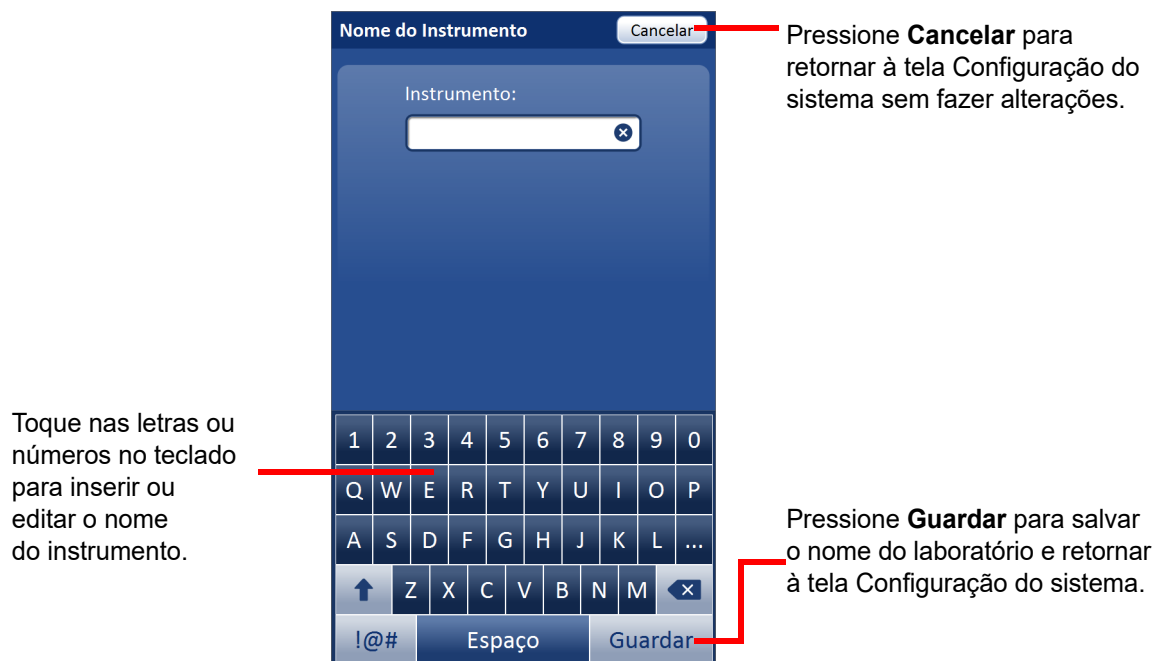 Nome do Instrumento
Cancelar
Pressione Cancelar para
retornar à tela Configuração do
sistema sem fazer alterações.
Instrumento:
Toque nas letras ou
números no teclado
para inserir ou
editar o nome
do instrumento.
1 2 3 4 5 6 7 8 9 0
Q W E R T Y U I O P
A S D F G H J K L ...
Z X C V B N M
!@# Espaço Guardar
Pressione Guardar para salvar
o nome do laboratório e retornar
à tela Configuração do sistema.